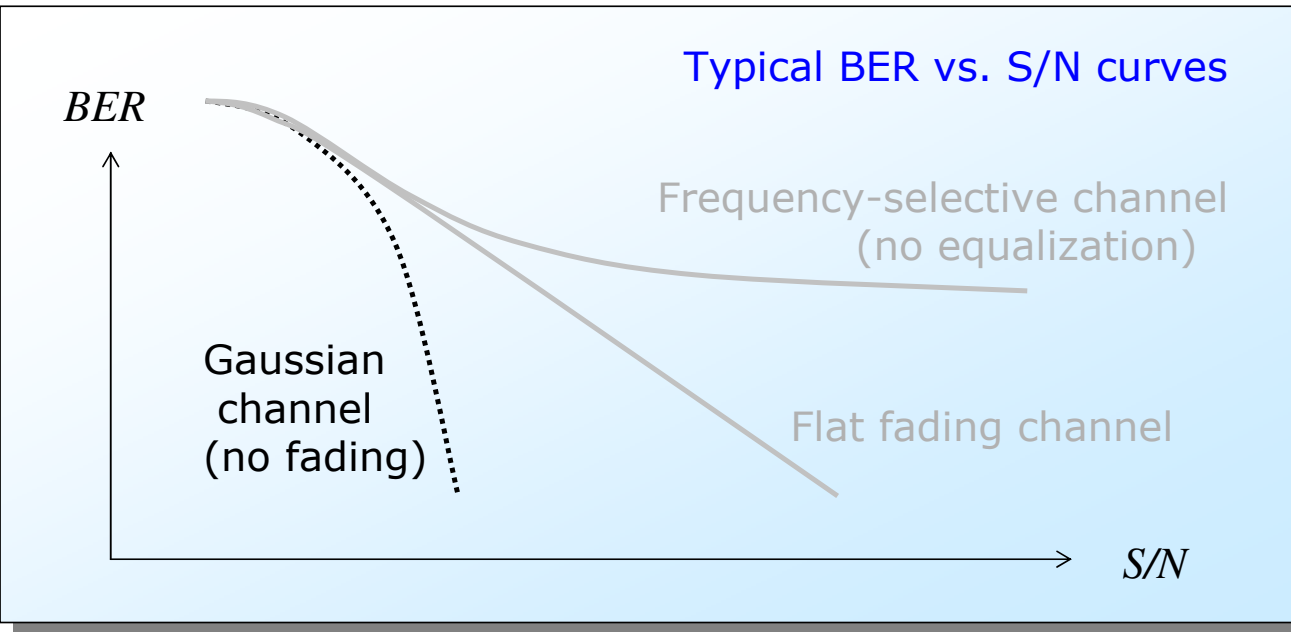 Typical BER vs. S/N curves
BER
Frequency-selective channel
(no equalization)
Gaussian
channel
(no fading)
Flat fading channel
S/N